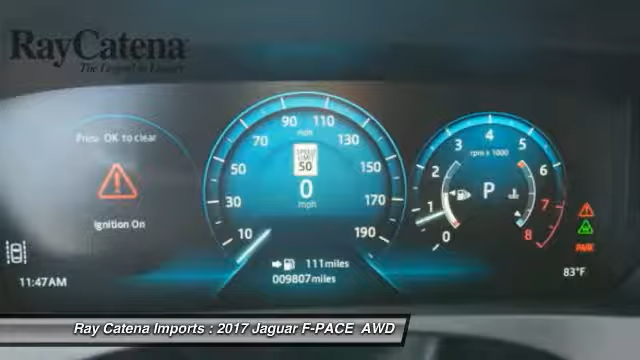 RayCatena
The Legend in Luxury
Press OK to clear
Ignition On
11:47AM
10
30
50
70
90
110
130
150
170
190
mph
SPEED
LIMIT
50
0
mph
111miles
009807miles
0
1
2
3
4
5
6
7
8
rpm x 1000
P
PARK
83°F
Ray Catena Imports : 2017 Jaguar F-PACE AWD